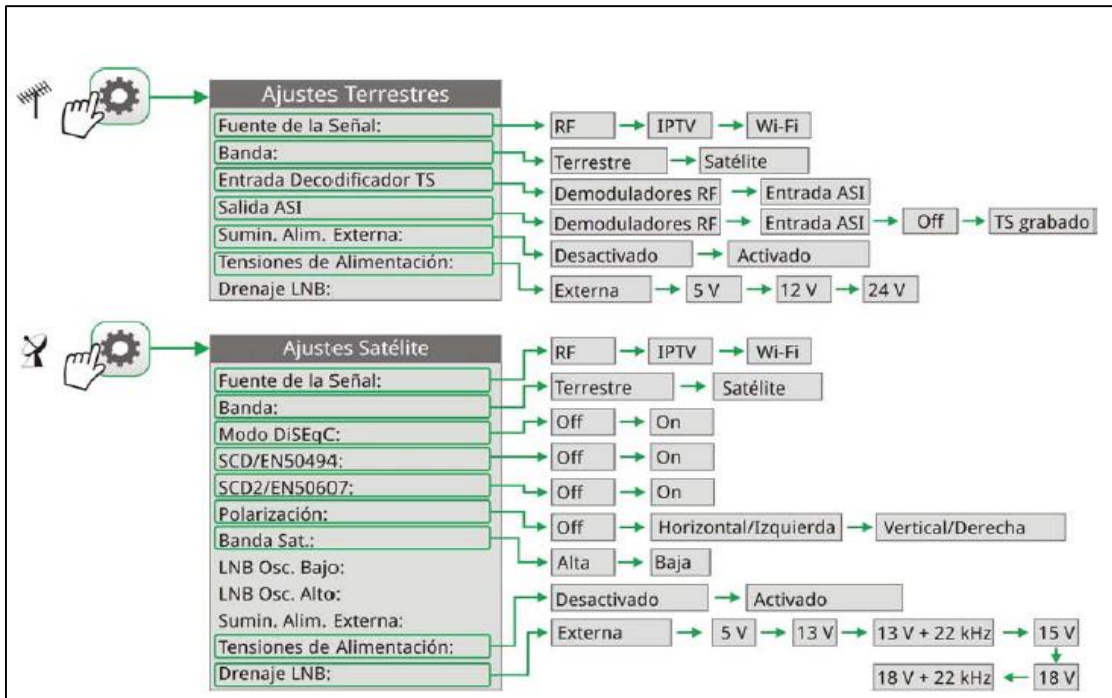 Ajustes Terrestres
Fuente de la Señal:
RF
IPTV
Wi-Fi
Banda:
Terrestre
Satélite
Entrada Decodificador TS
Demoduladores RF
Entrada ASI
Salida ASI
Demoduladores RF
Entrada ASI
Off
TS grabado
Sumin. Alim. Externa:
Desactivado
Activado
Tensiones de Alimentación:
Externa
5 V
12 V
24 V
Drenaje LNB:
Ajustes Satélite
Fuente de la Señal:
RF
IPTV
Wi-Fi
Banda:
Terrestre
Satélite
Modo DiSEqC:
Off
On
SCD/EN50494:
Off
On
SCD2/EN50607:
Off
On
Polarización:
Off
Horizontal/Izquierda
Vertical/Derecha
Banda Sat.:
Alta
Baja
LNB Osc. Bajo:
LNB Osc. Alto:
Sumin. Alim. Externa:
Tensiones de Alimentación:
Desactivado
Activado
Drenaje LNB:
Externa
5 V
13 V
13 V + 22 kHz
15 V
18 V
18 V + 22 kHz